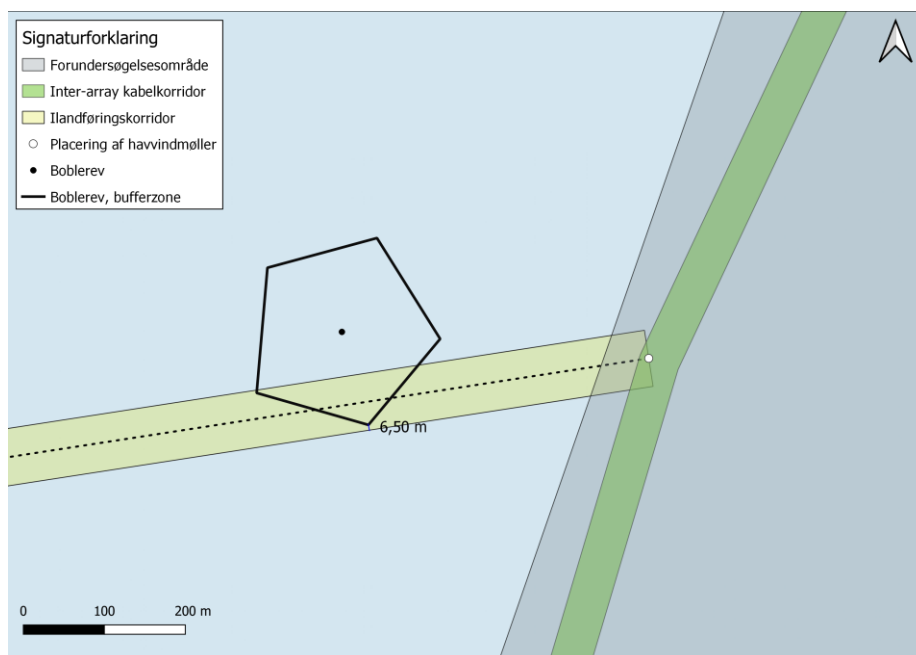 Signaturforklaring
Forundersøgelsesområde
Inter-array kabelkorridor
Ilandføringskorridor
Placering af havvindmøller
Boblerev
Boblerev, bufferzone
6,50 m
0 100 200 m